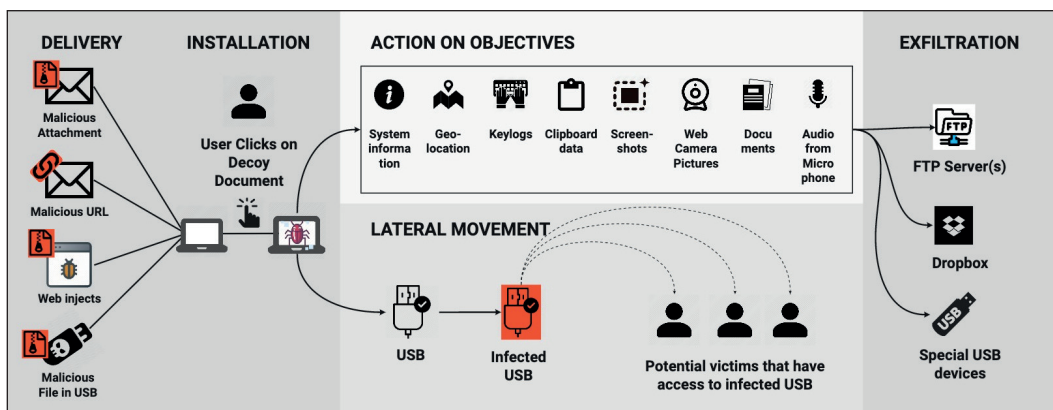 DELIVERY
Malicious
Attachment
Malicious URL
Web injects
Malicious
File in USB
INSTALLATION
User Clicks on
Decoy
Document
ACTION ON OBJECTIVES
System
informa
tion
Geo-
location
Keylogs
Clipboard
data
Screen-
shots
Web
Camera
Pictures
Docu
ments
Audio
from
Micro
phone
LATERAL MOVEMENT
USB
Infected
USB
Potential victims that have
access to infected USB
EXFILTRATION
FTP
FTP Server(s)
Dropbox
USB
Special USB
devices